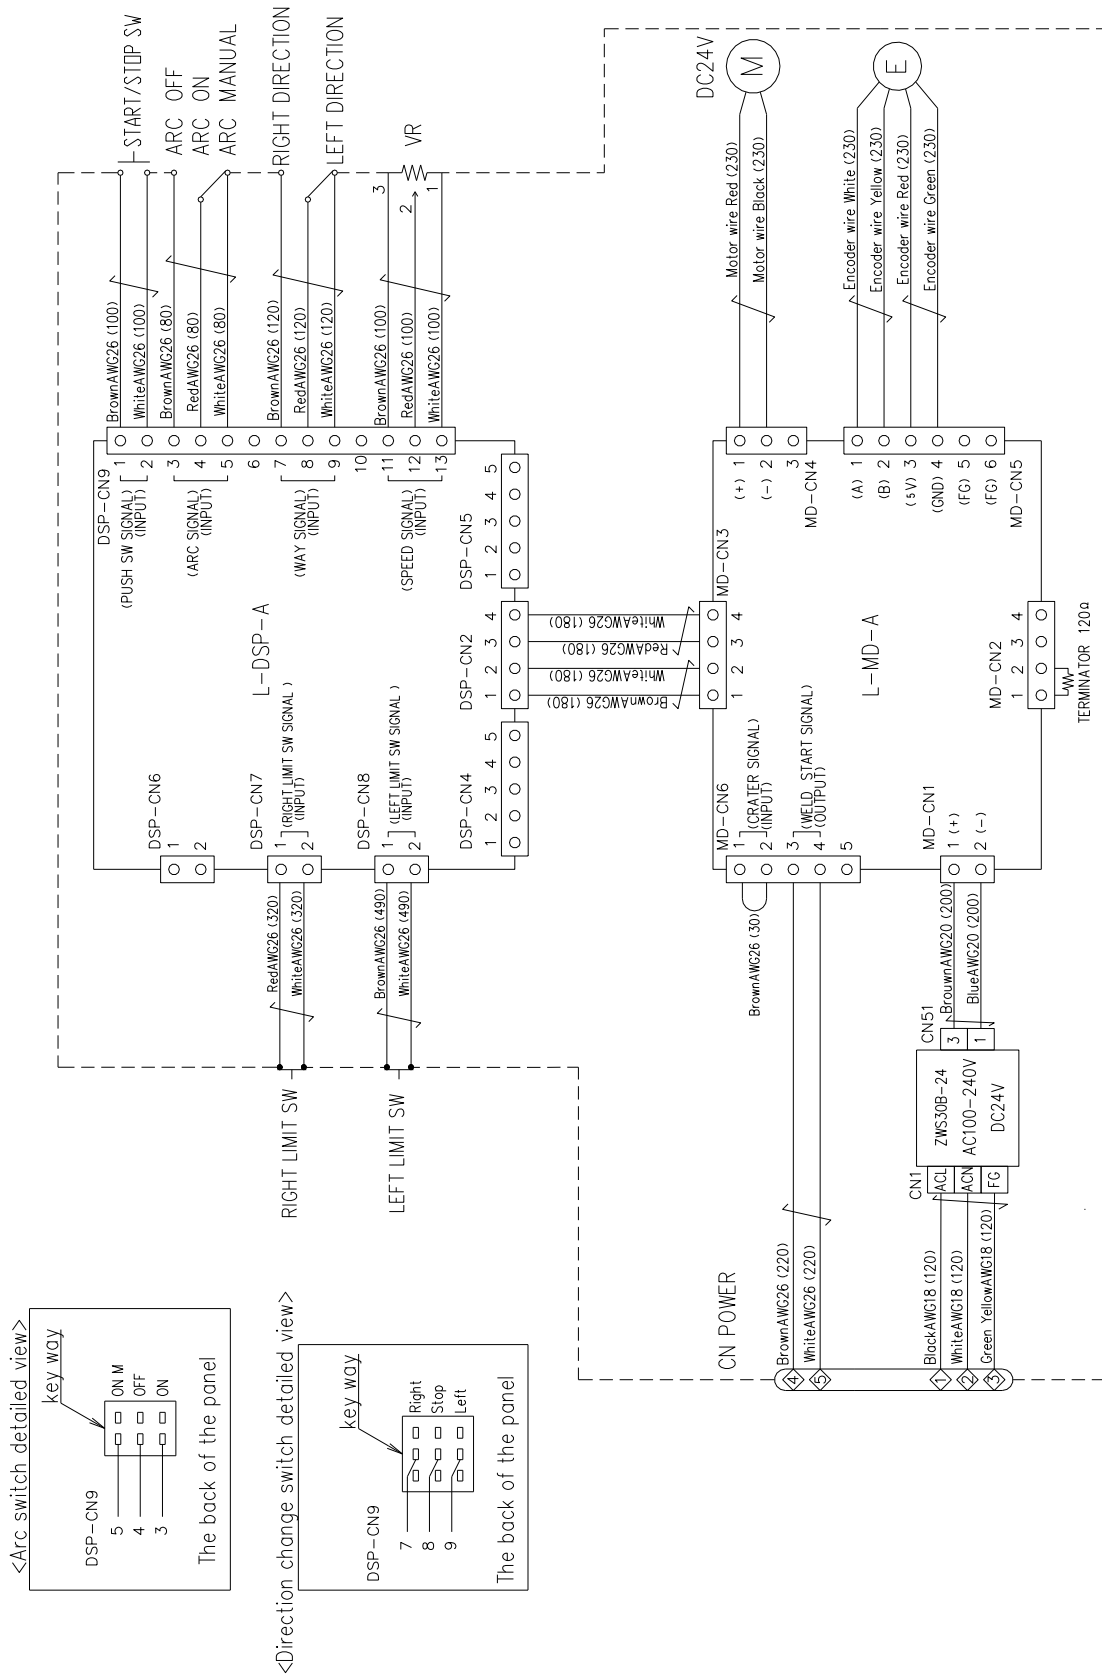 <Arc switch detailed view>
key way
DSP-CN9
5
4
3
ON M
OFF
ON
The back of the panel
<Direction change switch detailed view>
key way
DSP-CN9
7
8
9
Right
Stop
Left
The back of the panel
RIGHT LIMIT SW
LEFT LIMIT SW
RedAWG26 (320)
WhiteAWG26 (320)
BrownAWG26 (490)
WhiteAWG26 (490)
L-DSP-A
DSP-CN6
1
2
DSP-CN7
1
2
(RIGHT LIMIT SW SIGNAL )
(INPUT)
DSP-CN8
1
2
(LEFT LIMIT SW SIGNAL )
(INPUT)
DSP-CN4
1 2 3 4 5
DSP-CN2
1 2 3 4
DSP-CN5
1 2 3 4 5
DSP-CN9
1
2
3
4
5
6
7
8
9
10
11
12
13
(PUSH SW SIGNAL)
(INPUT)
(ARC SIGNAL)
(INPUT)
(WAY SIGNAL)
(INPUT)
(SPEED SIGNAL)
(INPUT)
BrownAWG26 (100)
WhiteAWG26 (100)
BrownAWG26 (80)
RedAWG26 (80)
WhiteAWG26 (80)
BrownAWG26 (120)
RedAWG26 (120)
WhiteAWG26 (120)
BrownAWG26 (100)
RedAWG26 (100)
WhiteAWG26 (100)
START/STOP SW
ARC OFF
ARC ON
ARC MANUAL
RIGHT DIRECTION
LEFT DIRECTION
3
2
1
VR
BrownAWG26 (180)
WhiteAWG26 (180)
RedAWG26 (180)
WhiteAWG26 (180)
CN POWER
4
5
1
2
3
BrownAWG26 (220)
WhiteAWG26 (220)
BlackAWG18 (120)
WhiteAWG18 (120)
Green YellowAWG18 (120)
CN1
ACL
ACN
FG
ZWS30B-24
AC100-240V
DC24V
CN51
3
1
BrouwnAWG20 (200)
BlueAWG20 (200)
BrownAWG26 (30)
L-MD-A
MD-CN6
1
2
3
4
5
(CRATER SIGNAL)
(INPUT)
(WELD START SIGNAL)
(OUTPUT)
MD-CN1
1 (+)
2 (-)
MD-CN3
1 2 3 4
MD-CN2
1 2 3 4
TERMINATOR 120Ω
MD-CN4
(+) 1
(-) 2
3
MD-CN5
(A) 1
(B) 2
(5V) 3
(GND) 4
(FG) 5
(FG) 6
Motor wire Red (230)
Motor wire Black (230)
Encoder wire White (230)
Encoder wire Yellow (230)
Encoder wire Red (230)
Encoder wire Green (230)
DC24V
M
E